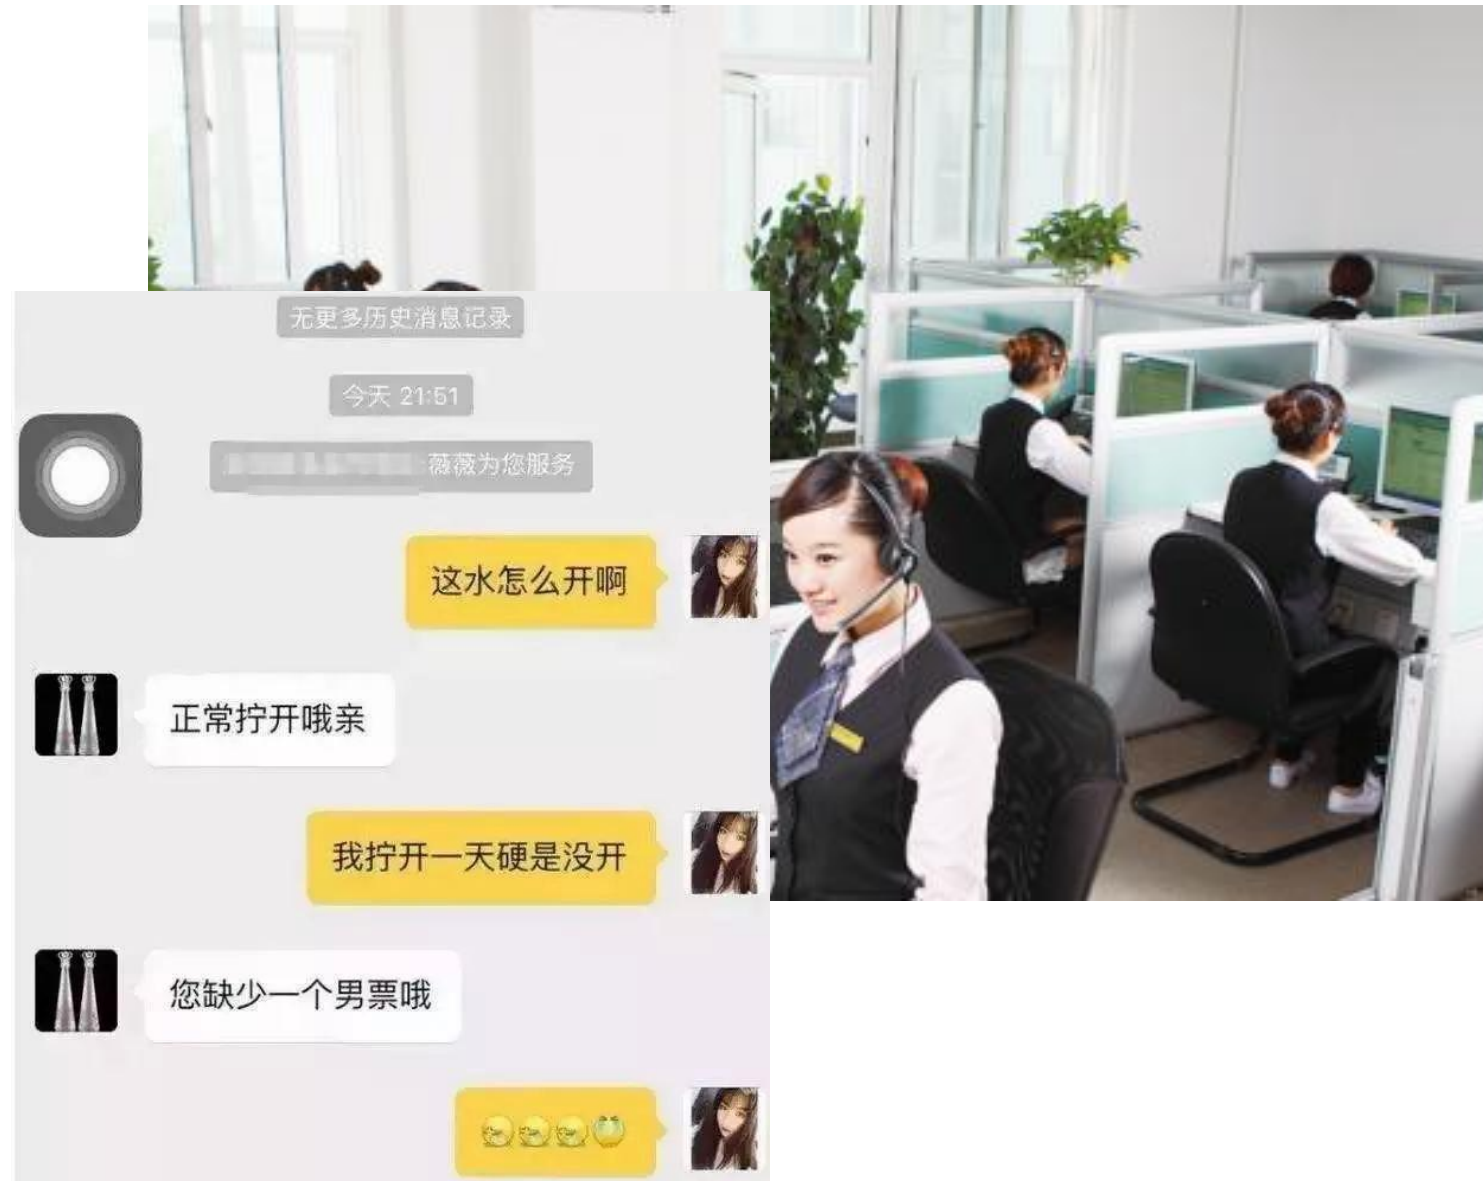 无更多历史消息记录
今天 21:51
薇薇为您服务
这水怎么开啊
正常拧开哦亲
我拧开一天硬是没开
您缺少一个男票哦